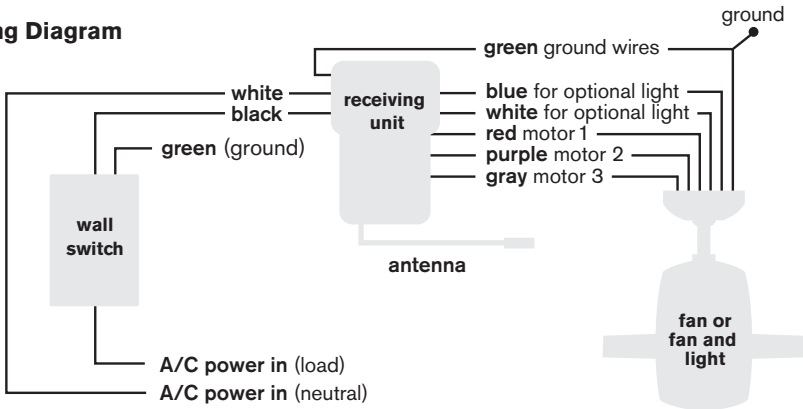 ng Diagram
ground
green ground wires
white
black
green (ground)
receiving
unit
blue for optional light
white for optional light
red motor 1
purple motor 2
gray motor 3
wall
switch
antenna
fan or
fan and
light
A/C power in (load)
A/C power in (neutral)